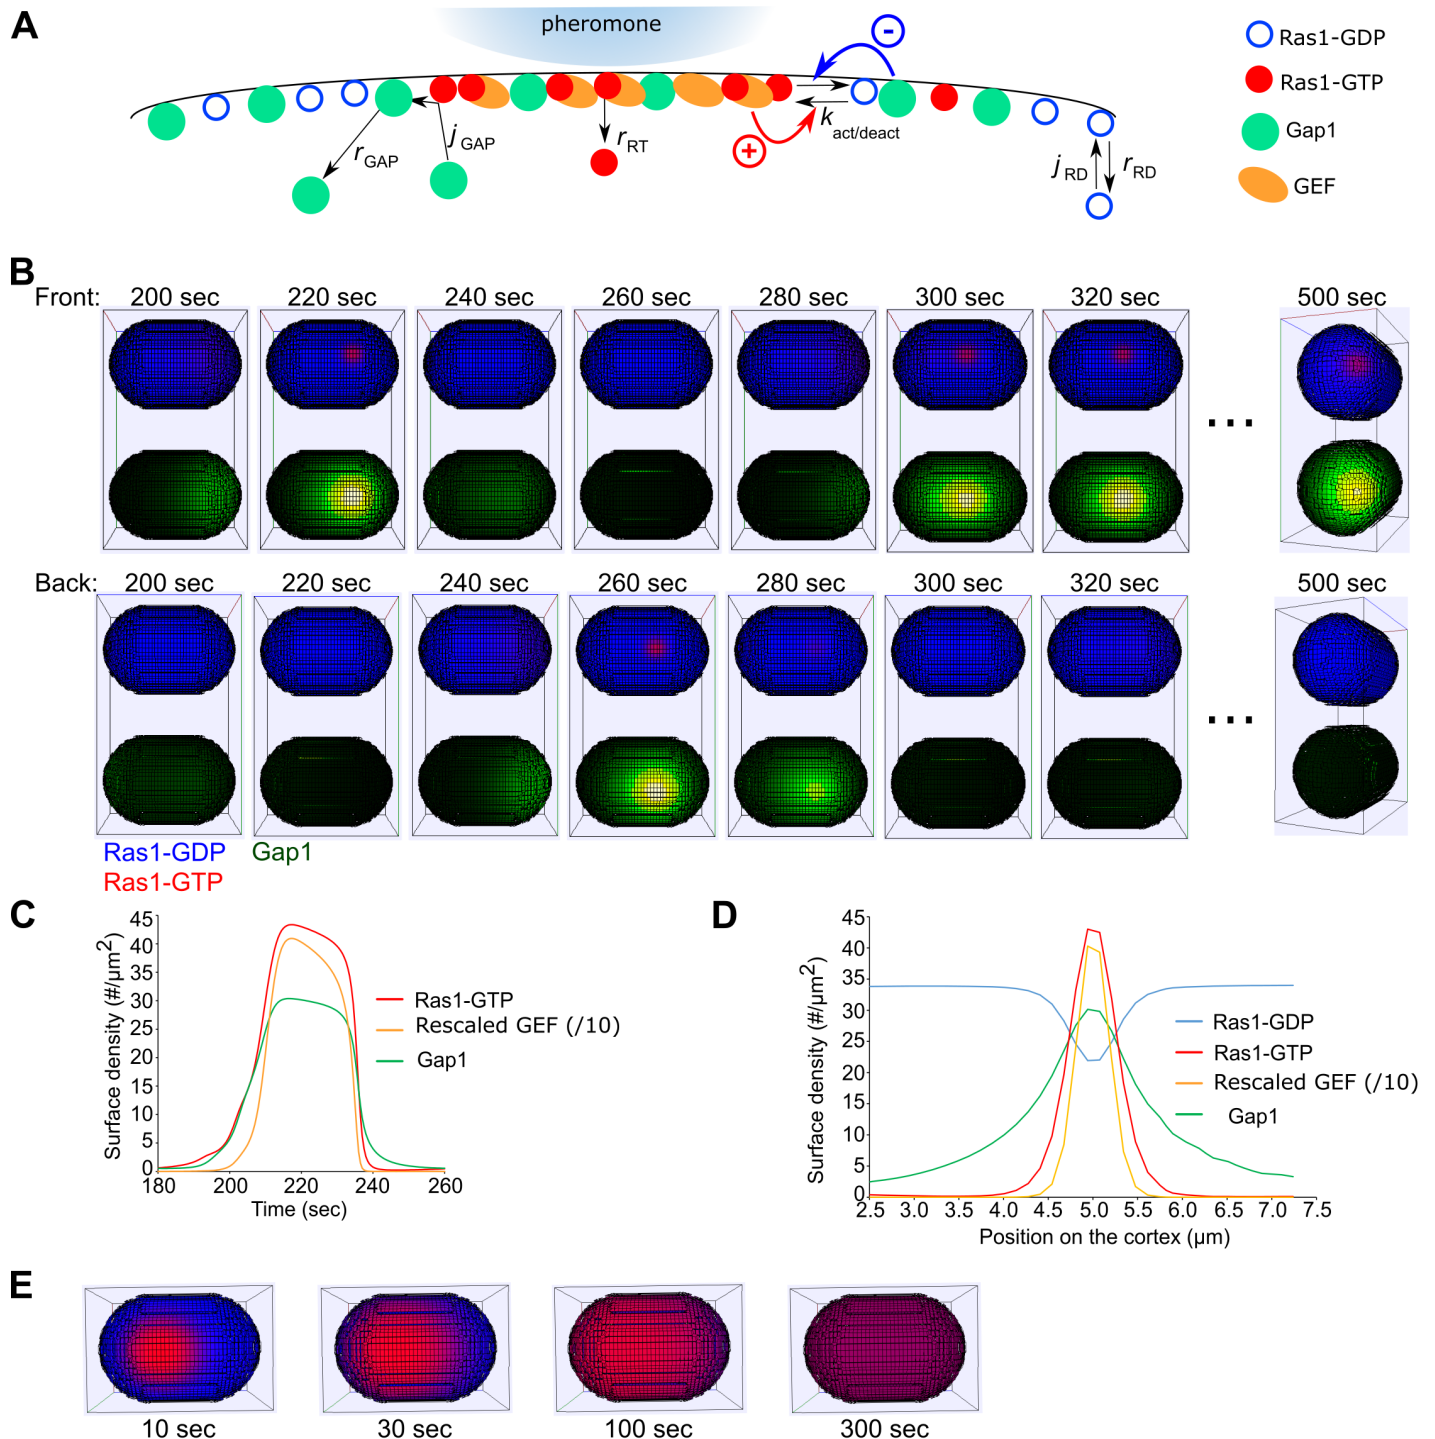 A
pheromone
Ras1-GDP
Ras1-GTP
Gap1
GEF
-
+
rGAP
jGAP
rRT
kact/deact
jRD
rRD
B
Front:
200 sec
220 sec
240 sec
260 sec
280 sec
300 sec
320 sec
500 sec
...
Back:
200 sec
220 sec
240 sec
260 sec
280 sec
300 sec
320 sec
500 sec
...
Ras1-GDP
Gap1
Ras1-GTP
C
Surface density (#/µm2)
45
40
35
30
25
20
15
10
5
0
180
200
220
240
260
Time (sec)
Ras1-GTP
Rescaled GEF (/10)
Gap1
D
Surface density (#/µm2)
45
40
35
30
25
20
15
10
5
0
2.5
3.0
3.5
4.0
4.5
5.0
5.5
6.0
6.5
7.0
7.5
Position on the cortex (µm)
Ras1-GDP
Ras1-GTP
Rescaled GEF (/10)
Gap1
E
10 sec
30 sec
100 sec
300 sec